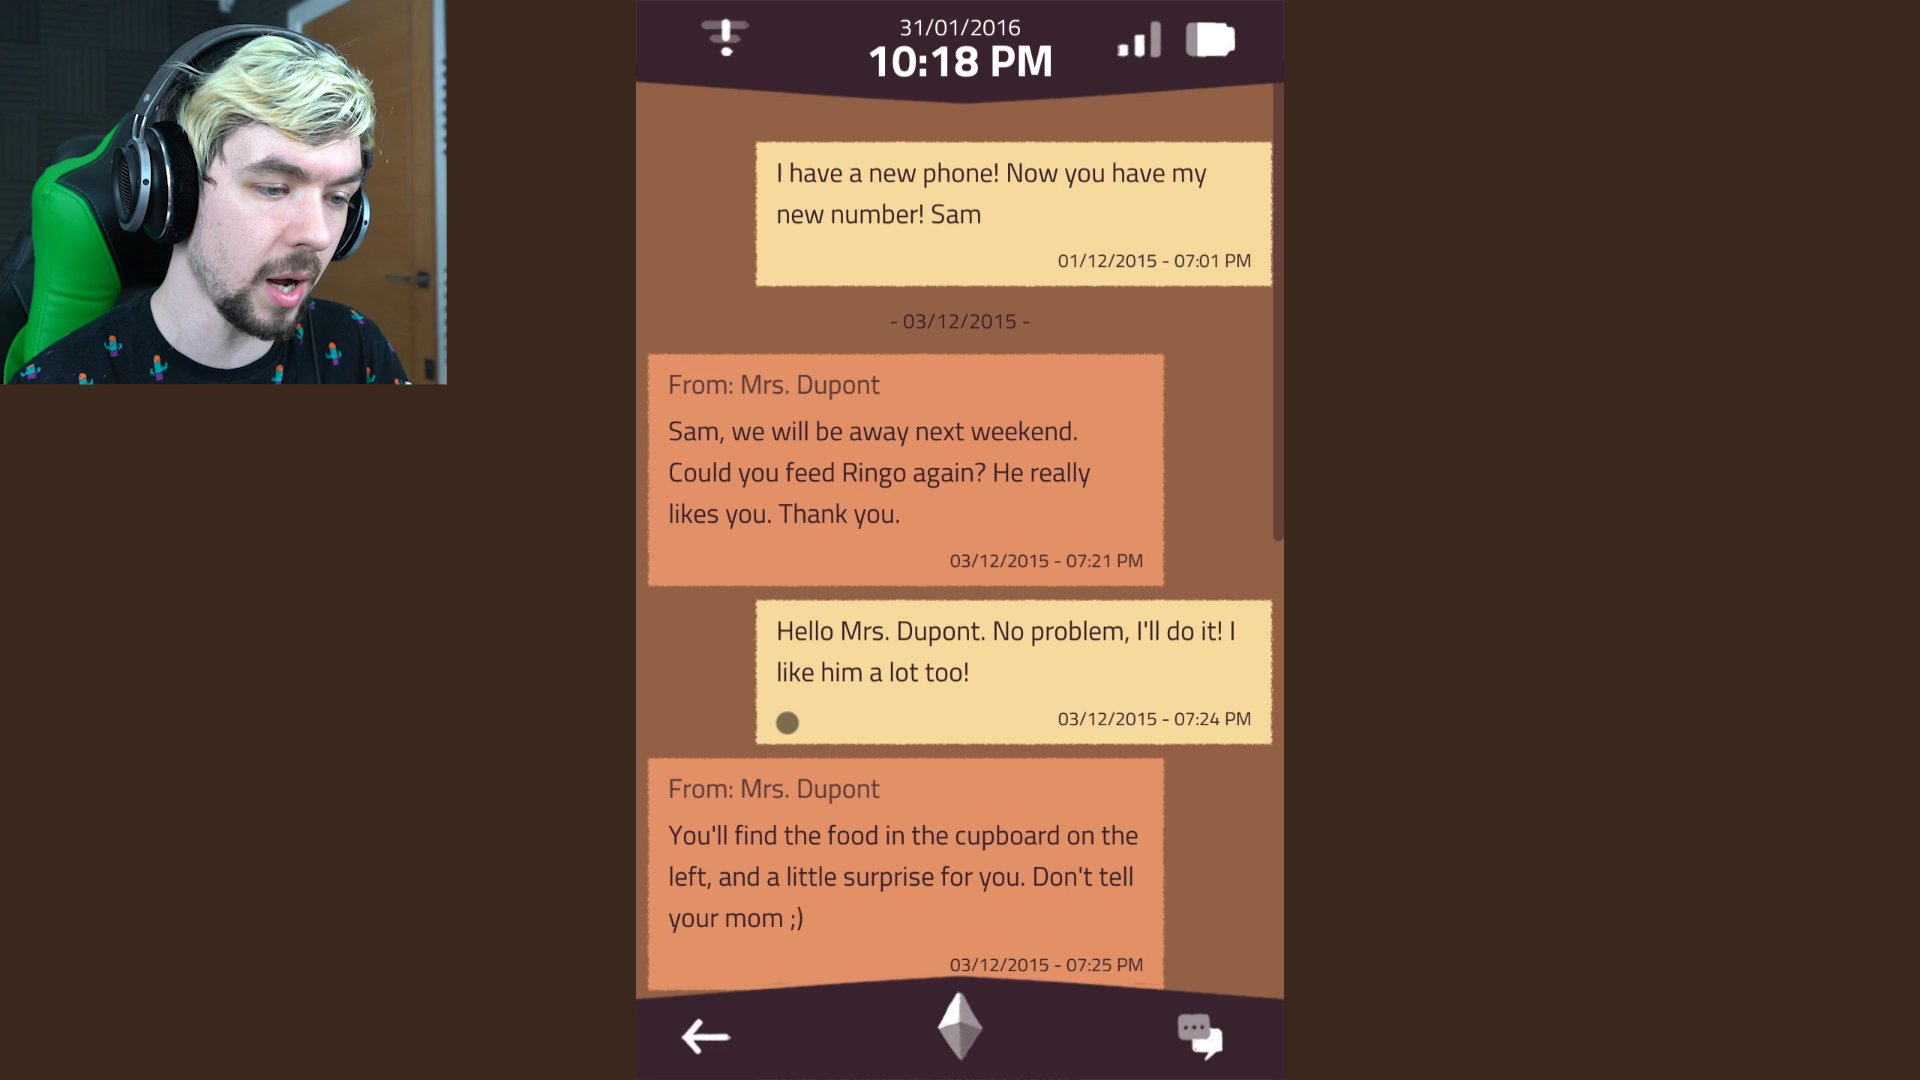 31/01/2016
10:18 PM
I have a new phone! Now you have my
new number! Sam
01/12/2015 - 07:01 PM
- 03/12/2015 -
From: Mrs. Dupont
Sam, we will be away next weekend.
Could you feed Ringo again? He really
likes you. Thank you.
03/12/2015 - 07:21 PM
Hello Mrs. Dupont. No problem, I'll do it! I
like him a lot too!
03/12/2015 - 07:24 PM
From: Mrs. Dupont
You'll find the food in the cupboard on the
left, and a little surprise for you. Don't tell
your mom ;)
03/12/2015 - 07:25 PM